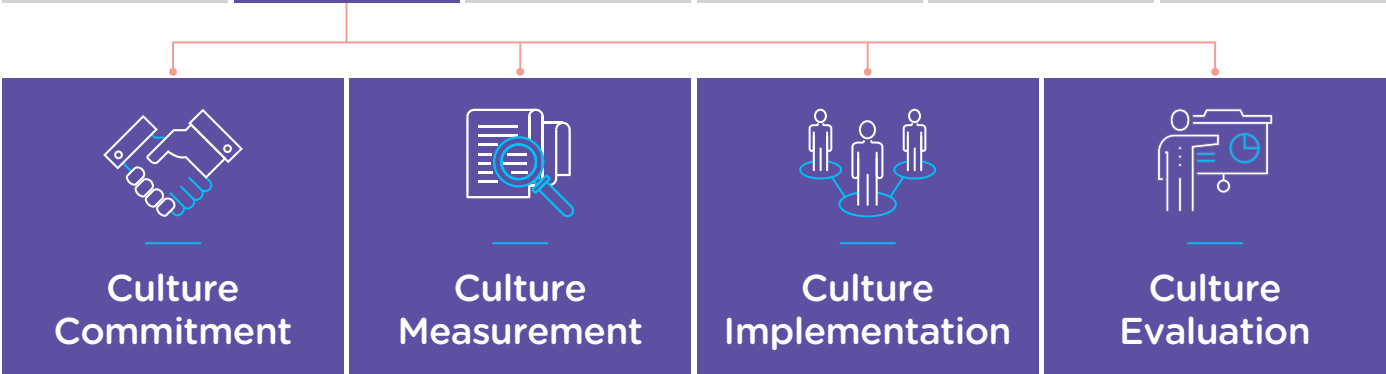 Culture
Commitment
Culture
Measurement
Culture
Implementation
Culture
Evaluation